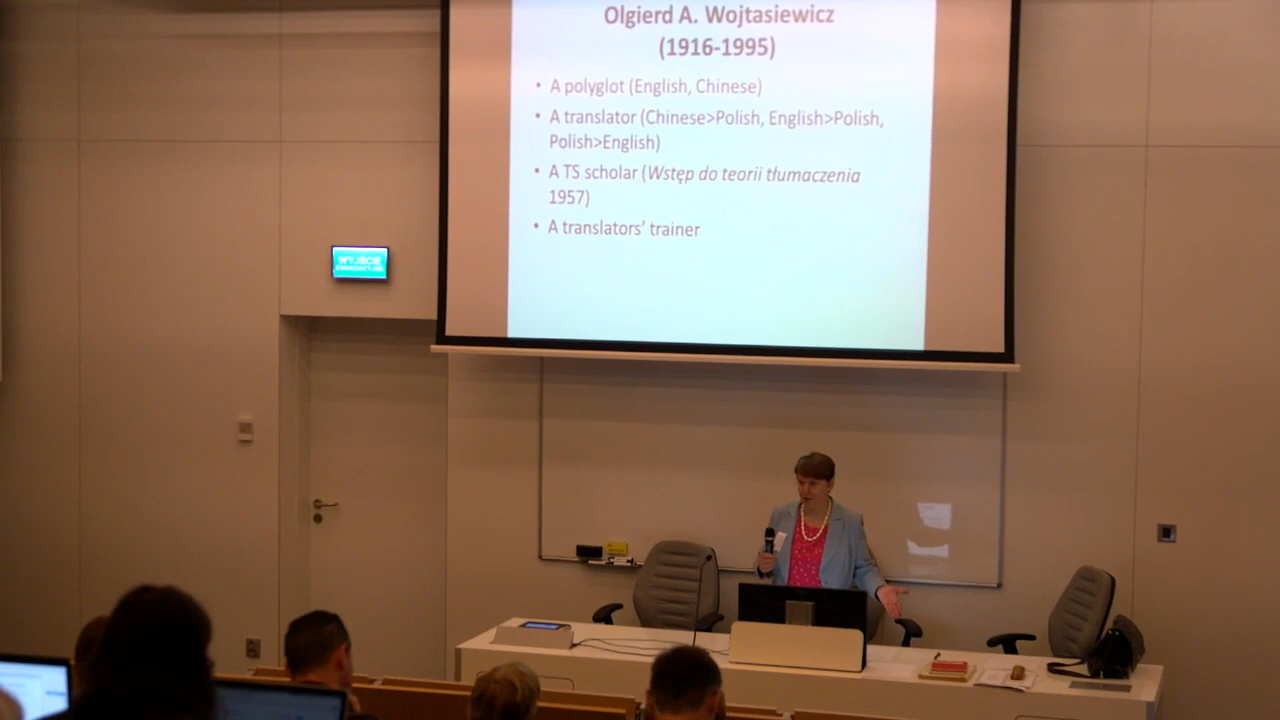 Olgierd A. Wojtasiewicz
(1916-1995)
• A polyglot (English, Chinese)
• A translator (Chinese>Polish, English>Polish,
Polish>English)
• A TS scholar (Wstęp do teorii tłumaczenia
1957)
• A translators’ trainer
WYJŚCIE
EWAKUACYJNE